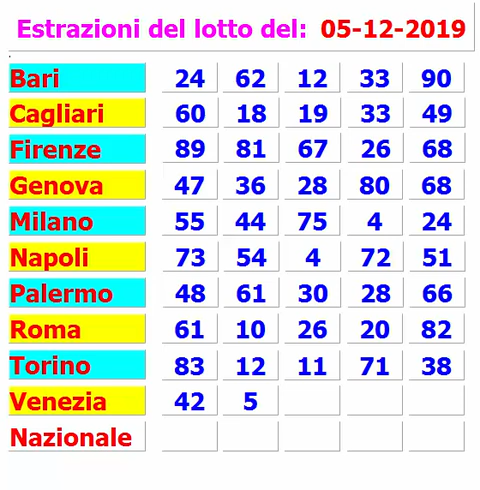 Estrazioni del lotto del: 05-12-2019
Bari 24 62 12 33 90
Cagliari 60 18 19 33 49
Firenze 89 81 67 26 68
Genova 47 36 28 80 68
Milano 55 44 75 4 24
Napoli 73 54 4 72 51
Palermo 48 61 30 28 66
Roma 61 10 26 20 82
Torino 83 12 11 71 38
Venezia 42 5
Nazionale